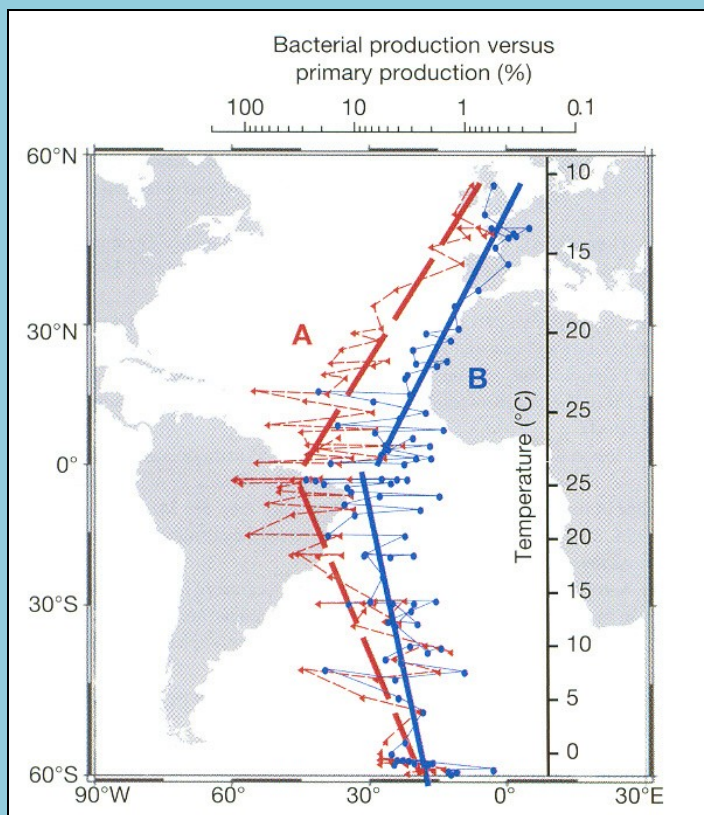 Bacterial production versus
primary production (%)
100 10 1 0.1
60°N
10
15
30°N
20
A
B
25
0°
25
20
15
30°S
10
5
0
60°S
Temperature (°C)
90°W 60° 30° 0° 30°E